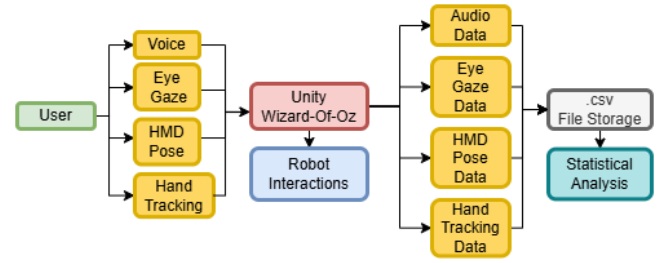 User
Voice
Eye
Gaze
HMD
Pose
Hand
Tracking
Unity
Wizard-Of-Oz
Robot
Interactions
Audio
Data
Eye
Gaze
Data
HMD
Pose
Data
Hand
Tracking
Data
.csv
File Storage
Statistical
Analysis